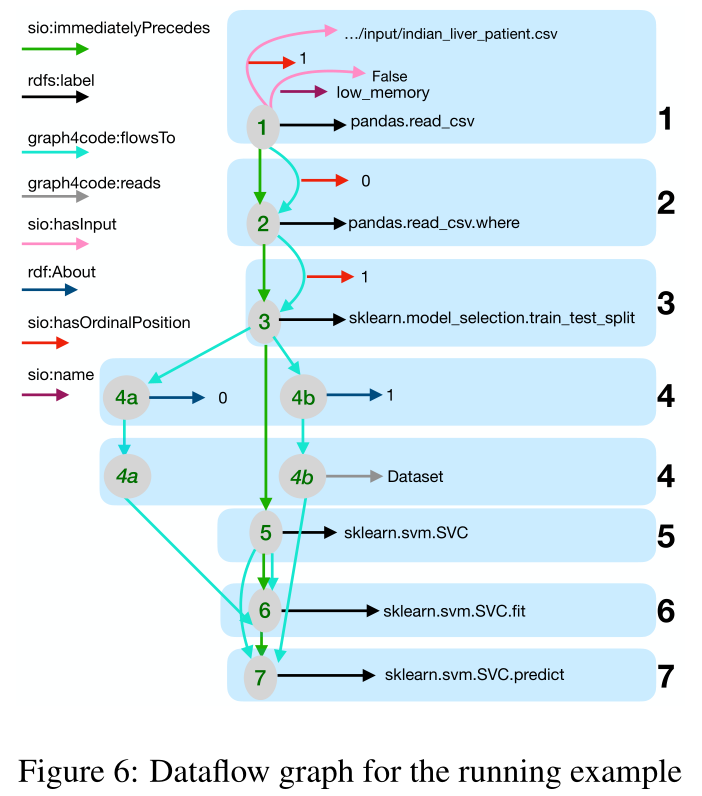 sio:immediatelyPrecedes
rdfs:label
graph4code:flowsTo
graph4code:reads
sio:hasInput
rdf:About
sio:hasOrdinalPosition
sio:name
.../input/indian_liver_patient.csv
1
False
low_memory
1
pandas.read_csv
1
0
2
pandas.read_csv.where
2
1
3
sklearn.model_selection.train_test_split
3
4a
0
4b
1
4
4a
4b
Dataset
4
5
sklearn.svm.SVC
5
6
sklearn.svm.SVC.fit
6
7
sklearn.svm.SVC.predict
7
Figure 6: Dataflow graph for the running example